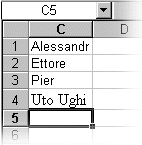 C5
C D
1 Alessandr
2 Ettore
3 Pier
4 Uto Ughi
5
6